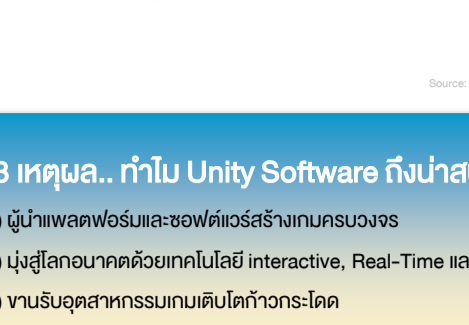 Source:
3 เหตุผล.. ทำไม Unity Software ถึงน่าส
) ผู้นำแพลตฟอร์มและซอฟต์แวร์สร้างเกมครบวงจร
) มุ่งสู่โลกอนาคตด้วยเทคโนโลยี interactive, Real-Time และ
) ขานรับอุตสาหกรรมเกมเติบโตก้าวกระโดด